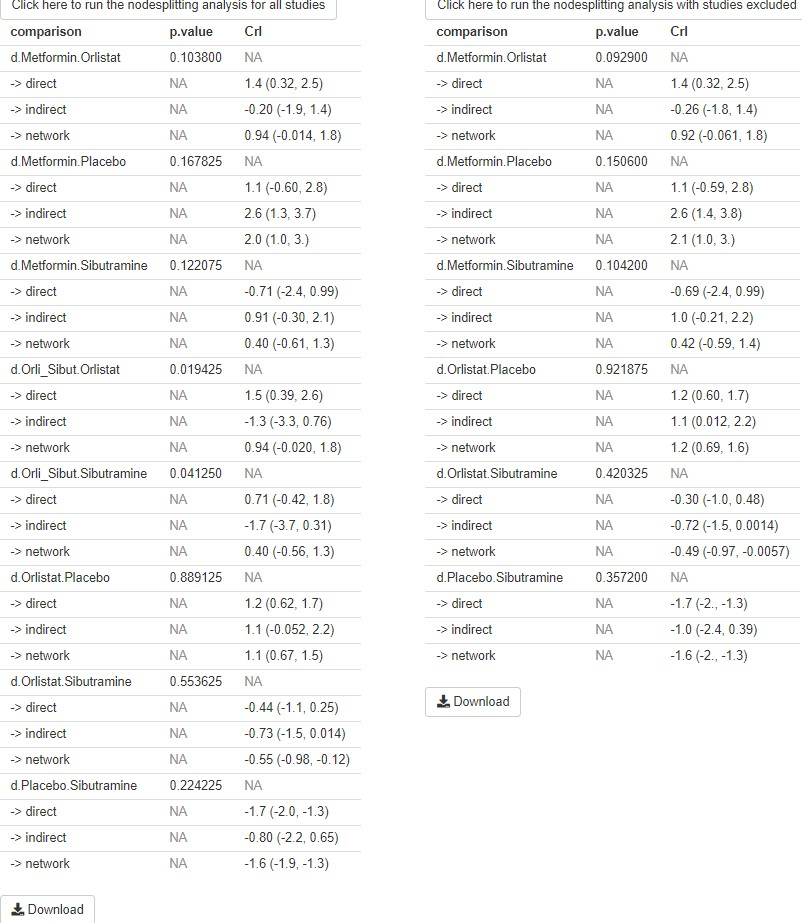 Click here to run the nodesplitting analysis for all studies
comparison p.value CrI
d.Metformin.Orlistat 0.103800 NA
-> direct NA 1.4 (0.32, 2.5)
-> indirect NA -0.20 (-1.9, 1.4)
-> network NA 0.94 (-0.014, 1.8)
d.Metformin.Placebo 0.167825 NA
-> direct NA 1.1 (-0.60, 2.8)
-> indirect NA 2.6 (1.3, 3.7)
-> network NA 2.0 (1.0, 3.)
d.Metformin.Sibutramine 0.122075 NA
-> direct NA -0.71 (-2.4, 0.99)
-> indirect NA 0.91 (-0.30, 2.1)
-> network NA 0.40 (-0.61, 1.3)
d.Orli_Sibut.Orlistat 0.019425 NA
-> direct NA 1.5 (0.39, 2.6)
-> indirect NA -1.3 (-3.3, 0.76)
-> network NA 0.94 (-0.020, 1.8)
d.Orli_Sibut.Sibutramine 0.041250 NA
-> direct NA 0.71 (-0.42, 1.8)
-> indirect NA -1.7 (-3.7, 0.31)
-> network NA 0.40 (-0.56, 1.3)
d.Orlistat.Placebo 0.889125 NA
-> direct NA 1.2 (0.62, 1.7)
-> indirect NA 1.1 (-0.052, 2.2)
-> network NA 1.1 (0.67, 1.5)
d.Orlistat.Sibutramine 0.553625 NA
-> direct NA -0.44 (-1.1, 0.25)
-> indirect NA -0.73 (-1.5, 0.014)
-> network NA -0.55 (-0.98, -0.12)
d.Placebo.Sibutramine 0.224225 NA
-> direct NA -1.7 (-2.0, -1.3)
-> indirect NA -0.80 (-2.2, 0.65)
-> network NA -1.6 (-1.9, -1.3)
Download
Click here to run the nodesplitting analysis with studies excluded
comparison p.value CrI
d.Metformin.Orlistat 0.092900 NA
-> direct NA 1.4 (0.32, 2.5)
-> indirect NA -0.26 (-1.8, 1.4)
-> network NA 0.92 (-0.061, 1.8)
d.Metformin.Placebo 0.150600 NA
-> direct NA 1.1 (-0.59, 2.8)
-> indirect NA 2.6 (1.4, 3.8)
-> network NA 2.1 (1.0, 3.)
d.Metformin.Sibutramine 0.104200 NA
-> direct NA -0.69 (-2.4, 0.99)
-> indirect NA 1.0 (-0.21, 2.2)
-> network NA 0.42 (-0.59, 1.4)
d.Orlistat.Placebo 0.921875 NA
-> direct NA 1.2 (0.60, 1.7)
-> indirect NA 1.1 (0.012, 2.2)
-> network NA 1.2 (0.69, 1.6)
d.Orlistat.Sibutramine 0.420325 NA
-> direct NA -0.30 (-1.0, 0.48)
-> indirect NA -0.72 (-1.5, 0.0014)
-> network NA -0.49 (-0.97, -0.0057)
d.Placebo.Sibutramine 0.357200 NA
-> direct NA -1.7 (-2., -1.3)
-> indirect NA -1.0 (-2.4, 0.39)
-> network NA -1.6 (-2., -1.3)
Download